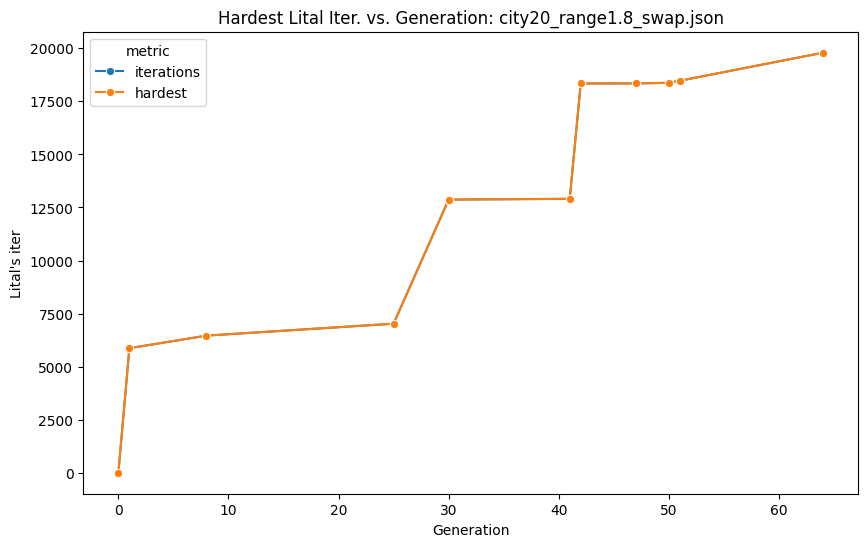 Hardest Lital Iter. vs. Generation: city20_range1.8_swap.json
metric
iterations
hardest
20000
17500
15000
12500
10000
7500
5000
2500
0
Lital's iter
0 10 20 30 40 50 60
Generation